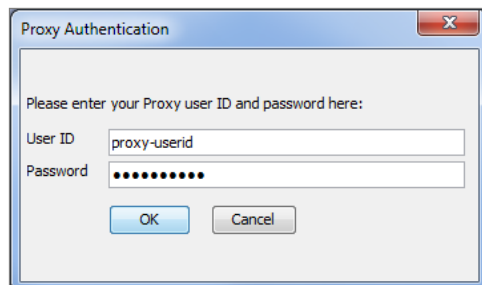 Proxy Authentication
Please enter your Proxy user ID and password here:
User ID proxy-userid
Password ●●●●●●●●●●
OK Cancel